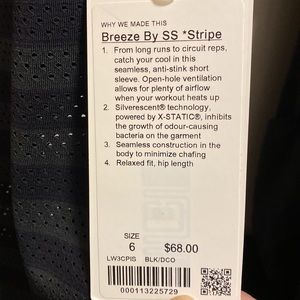 WHY WE MADE THIS
Breeze By SS *Stripe
1. From long runs to circuit reps,
catch your cool in this
seamless, anti-stink short
sleeve. Open-hole ventilation
allows for plenty of airflow
when your workout heats up
2. Silverescent® technology,
powered by X-STATIC®, inhibits
the growth of odour-causing
bacteria on the garment
3. Seamless construction in the
body to minimize chafing
4. Relaxed fit, hip length
SIZE
6 $68.00
LW3CPIS BLK/DCO
000113225729